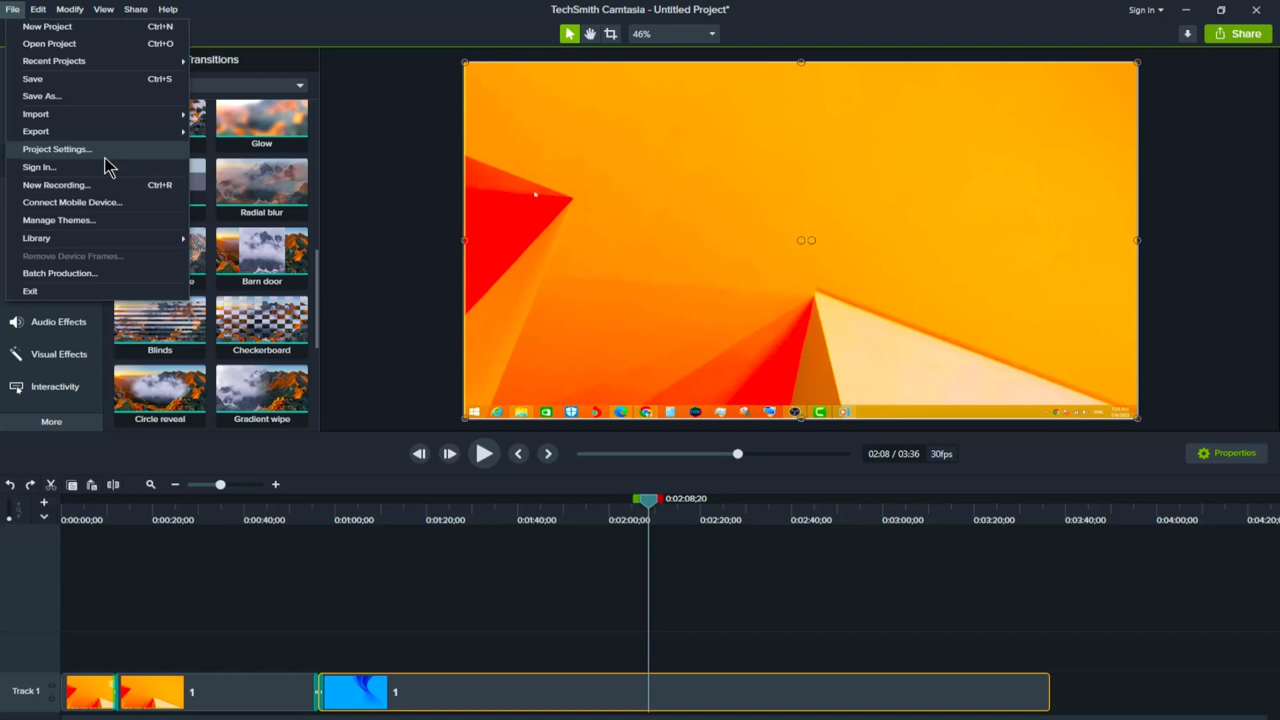 File Edit Modify View Share Help
TechSmith Camtasia - Untitled Project*
Sign In
46%
Share
New Project Ctrl+N
Open Project Ctrl+O
Recent Projects
Save Ctrl+S
Save As...
Import
Export
Project Settings...
Sign In...
New Recording... Ctrl+R
Connect Mobile Device...
Manage Themes...
Library
Remove Device Frames...
Batch Production...
Exit
Glow
Radial blur
Barn door
Blinds Checkerboard
Circle reveal Gradient wipe
Audio Effects
Visual Effects
Interactivity
More
02:08 / 03:36 30fps
Properties
0:02:08;20
0:00:00;00 0:00:20;00 0:00:40;00 0:01:00;00 0:01:20;00 0:01:40;00 0:02:00;00 0:02:20;00 0:02:40;00 0:03:00;00 0:03:20;00 0:03:40;00 0:04:00;00 0:04:20;
Track 1
1
1